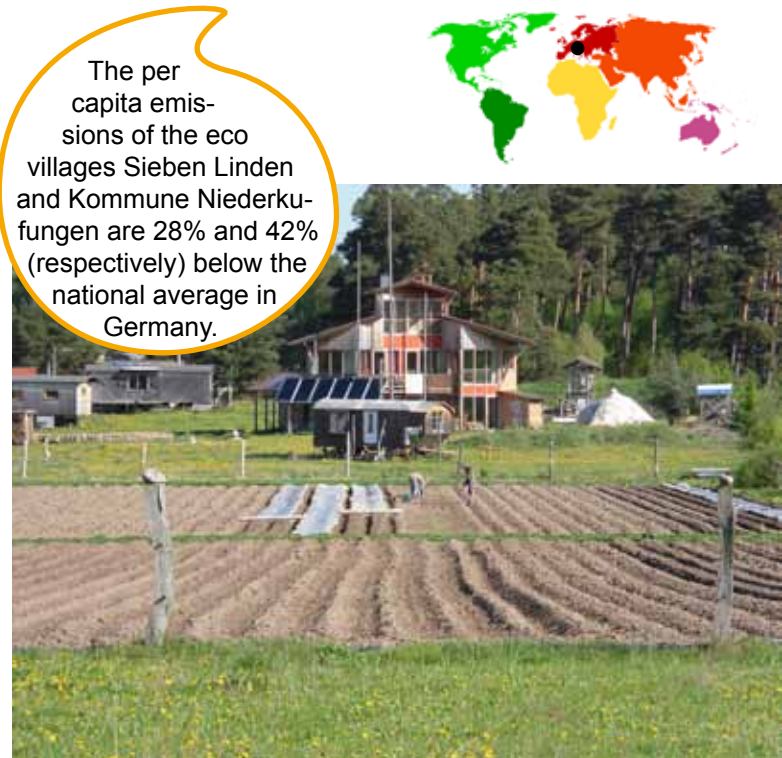 The per
capita emis-
sions of the eco
villages Sieben Linden
and Kommune Niederku-
fungen are 28% and 42%
(respectively) below the
national average in
Germany.